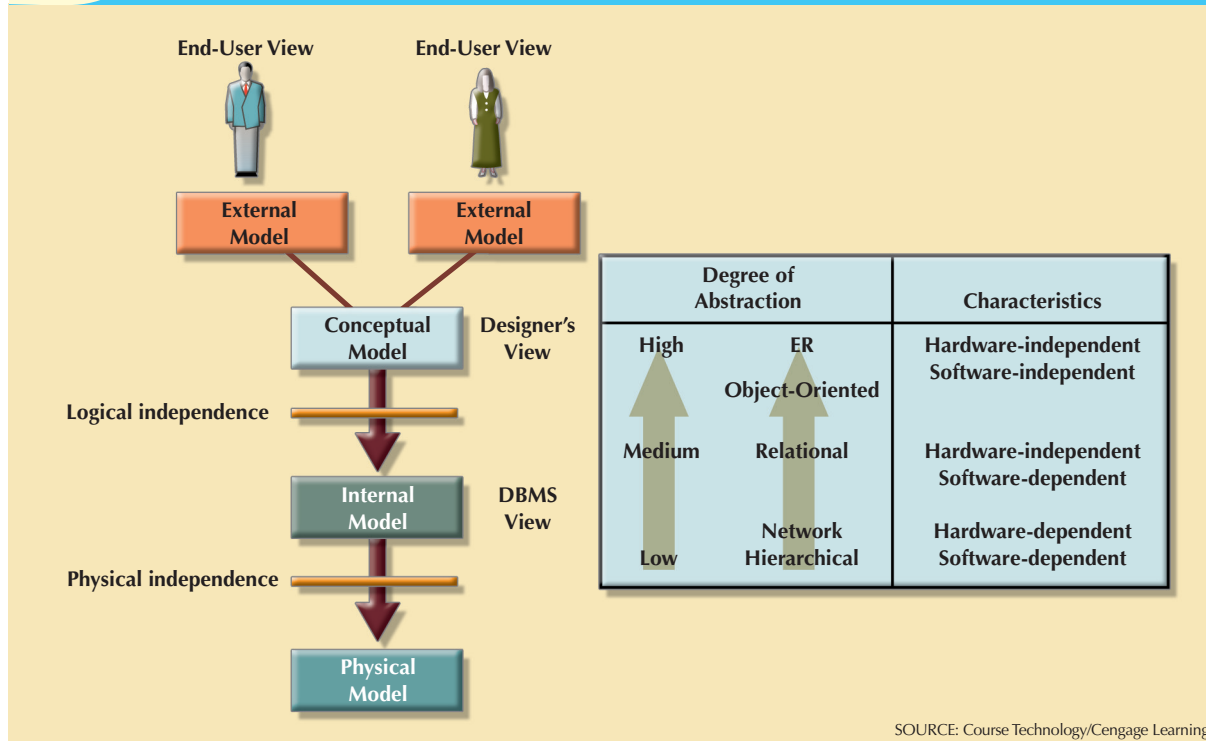 End-User View
End-User View
External
Model
External
Model
Conceptual
Model
Designer's
View
Logical independence
Internal
Model
DBMS
View
Physical independence
Physical
Model
Degree of
Abstraction
Characteristics
High
ER
Hardware-independent
Software-independent
Object-Oriented
Medium
Relational
Hardware-independent
Software-dependent
Network
Hardware-dependent
Low
Hierarchical
Software-dependent
SOURCE: Course Technology/Cengage Learning